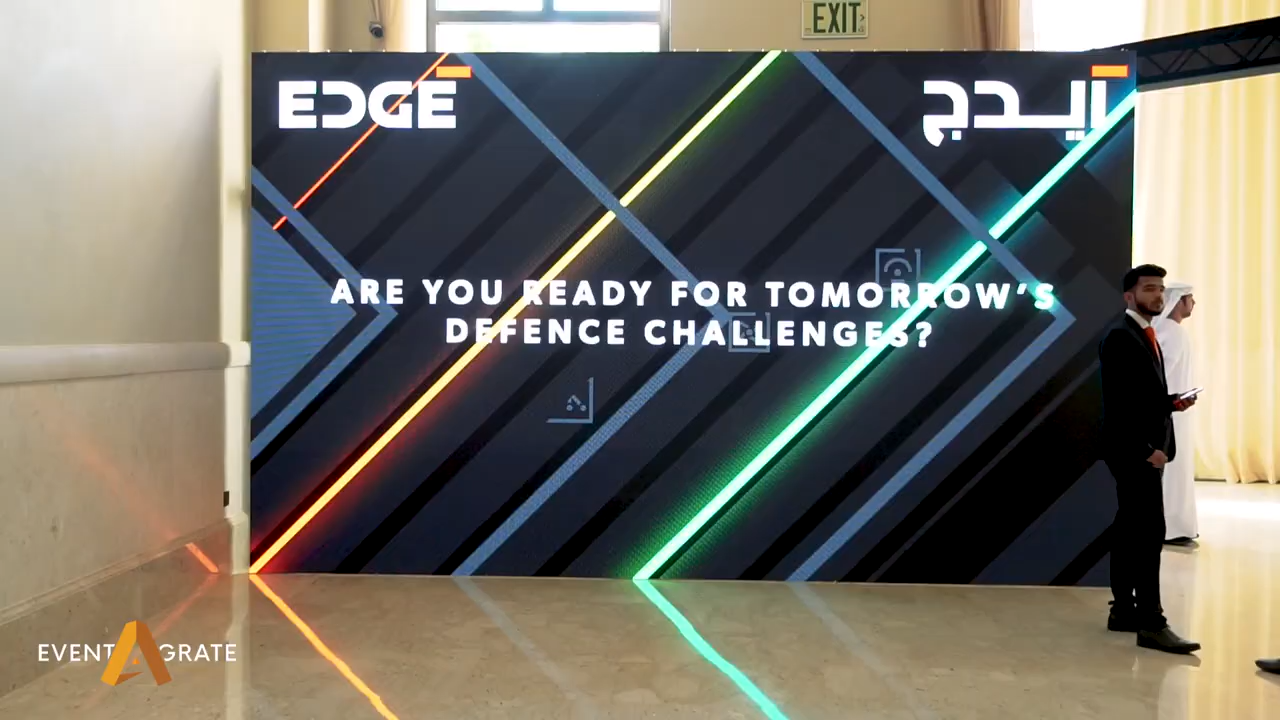 EXIT
EDGE
ايدج
ARE YOU READY FOR TOMORROW'S
DEFENCE CHALLENGES?
EVENTAGRATE